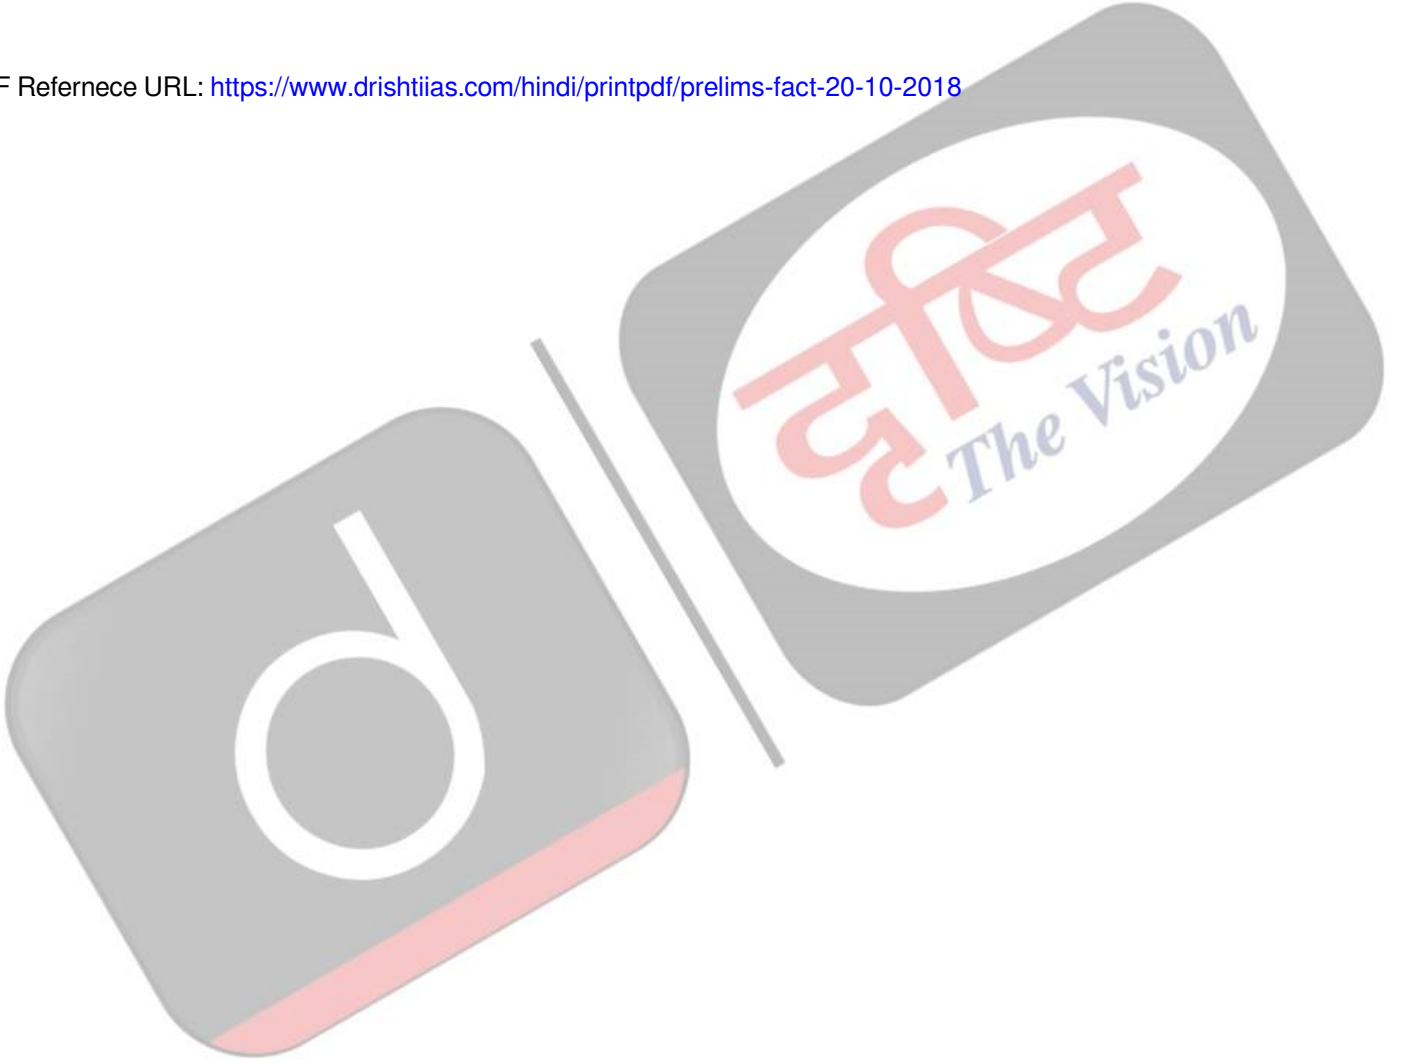 F Refernece URL: https://www.drishtiias.com/hindi/printpdf/prelims-fact-20-10-2018
दृष्टि
The Vision
d